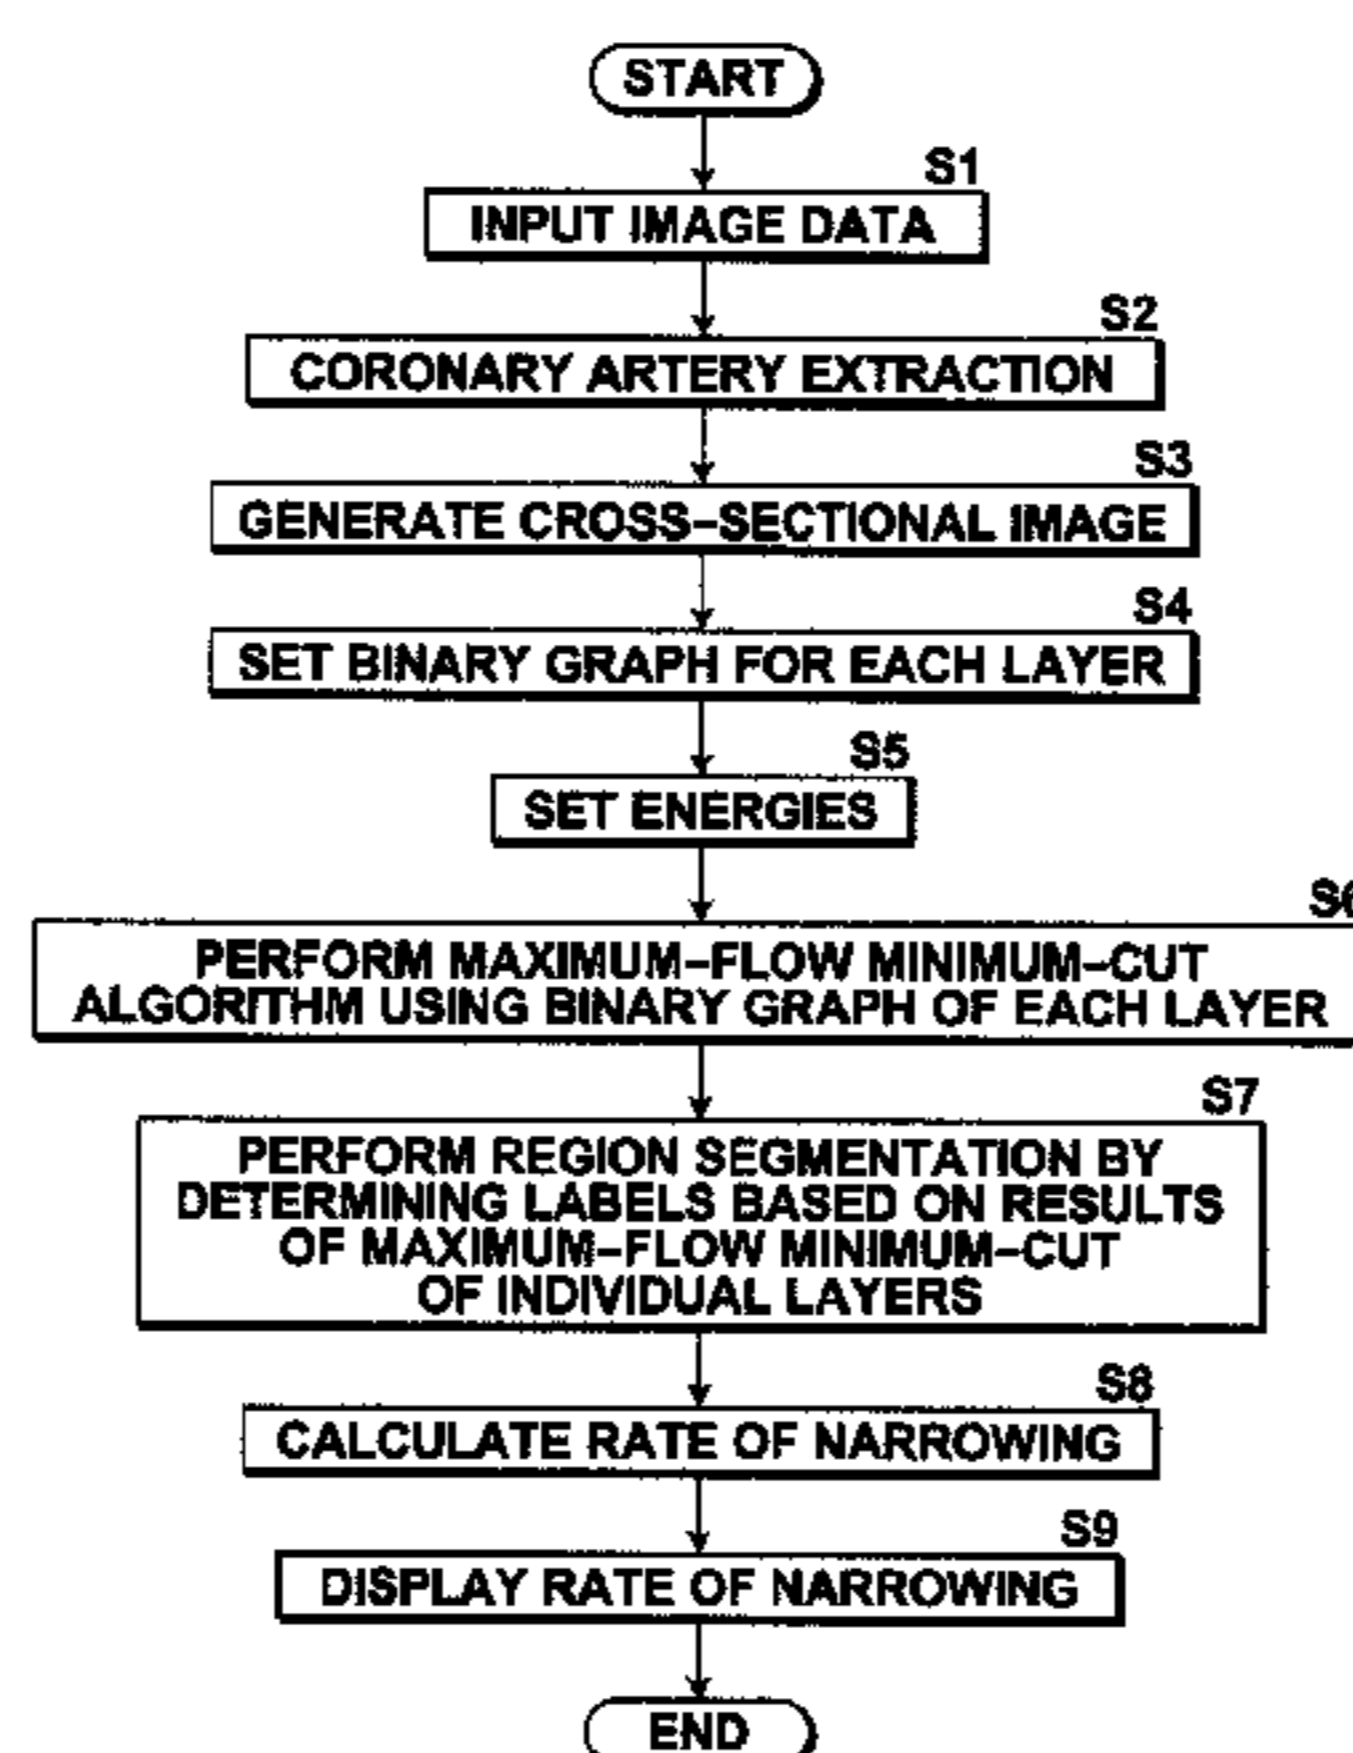 START
S1
INPUT IMAGE DATA
S2
CORONARY ARTERY EXTRACTION
S3
GENERATE CROSS-SECTIONAL IMAGE
S4
SET BINARY GRAPH FOR EACH LAYER
S5
SET ENERGIES
S6
PERFORM MAXIMUM-FLOW MINIMUM-CUT
ALGORITHM USING BINARY GRAPH OF EACH LAYER
S7
PERFORM REGION SEGMENTATION BY
DETERMINING LABELS BASED ON RESULTS
OF MAXIMUM-FLOW MINIMUM-CUT
OF INDIVIDUAL LAYERS
S8
CALCULATE RATE OF NARROWING
S9
DISPLAY RATE OF NARROWING
END